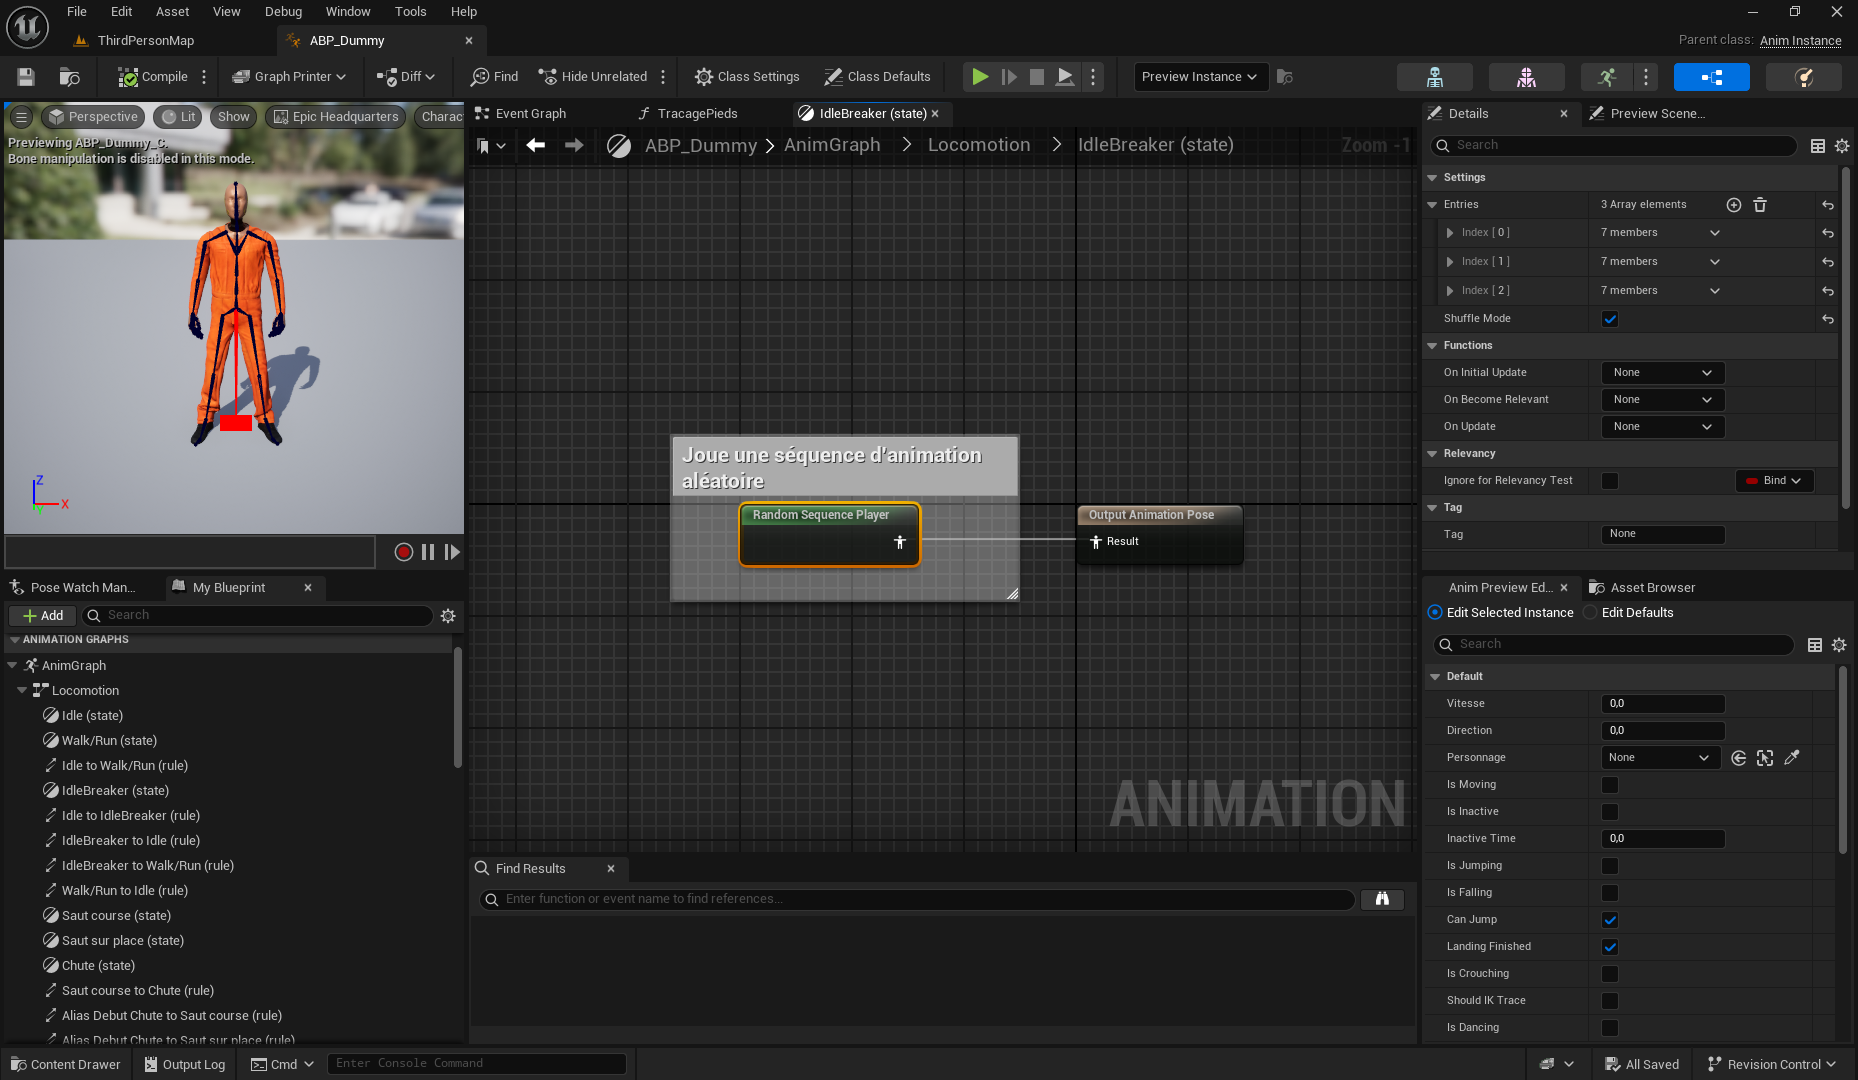 File Edit Asset View Debug Window Tools Help
ThirdPersonMap
ABP_Dummy
Parent class: Anim Instance
Compile
Graph Printer
Diff
Find
Hide Unrelated
Class Settings
Class Defaults
Preview Instance
Perspective
Lit
Show
Epic Headquarters
Charac
Previewing ABP_Dummy_C.
Bone manipulation is disabled in this mode.
Z
X
Event Graph
TracagePieds
IdleBreaker (state)
ABP_Dummy > AnimGraph > Locomotion > IdleBreaker (state)
Zoom -1
Joue une séquence d'animation
aléatoire
Random Sequence Player
Output Animation Pose
Result
ANIMATION
Find Results
Enter function or event name to find references...
Pose Watch Man...
My Blueprint
Add
Search
ANIMATION GRAPHS
AnimGraph
Locomotion
Idle (state)
Walk/Run (state)
Idle to Walk/Run (rule)
IdleBreaker (state)
Idle to IdleBreaker (rule)
IdleBreaker to Idle (rule)
IdleBreaker to Walk/Run (rule)
Walk/Run to Idle (rule)
Saut course (state)
Saut sur place (state)
Chute (state)
Saut course to Chute (rule)
Alias Debut Chute to Saut course (rule)
Alias Debut Chute to Saut sur place (rule)
Details
Preview Scene...
Search
Settings
Entries 3 Array elements
Index [ 0 ] 7 members
Index [ 1 ] 7 members
Index [ 2 ] 7 members
Shuffle Mode
Functions
On Initial Update None
On Become Relevant None
On Update None
Relevancy
Ignore for Relevancy Test Bind
Tag
Tag None
Anim Preview Ed...
Asset Browser
Edit Selected Instance Edit Defaults
Search
Default
Vitesse 0,0
Direction 0,0
Personnage None
Is Moving
Is Inactive
Inactive Time 0,0
Is Jumping
Is Falling
Can Jump
Landing Finished
Is Crouching
Should IK Trace
Is Dancing
Content Drawer
Output Log
Cmd
Enter Console Command
All Saved
Revision Control